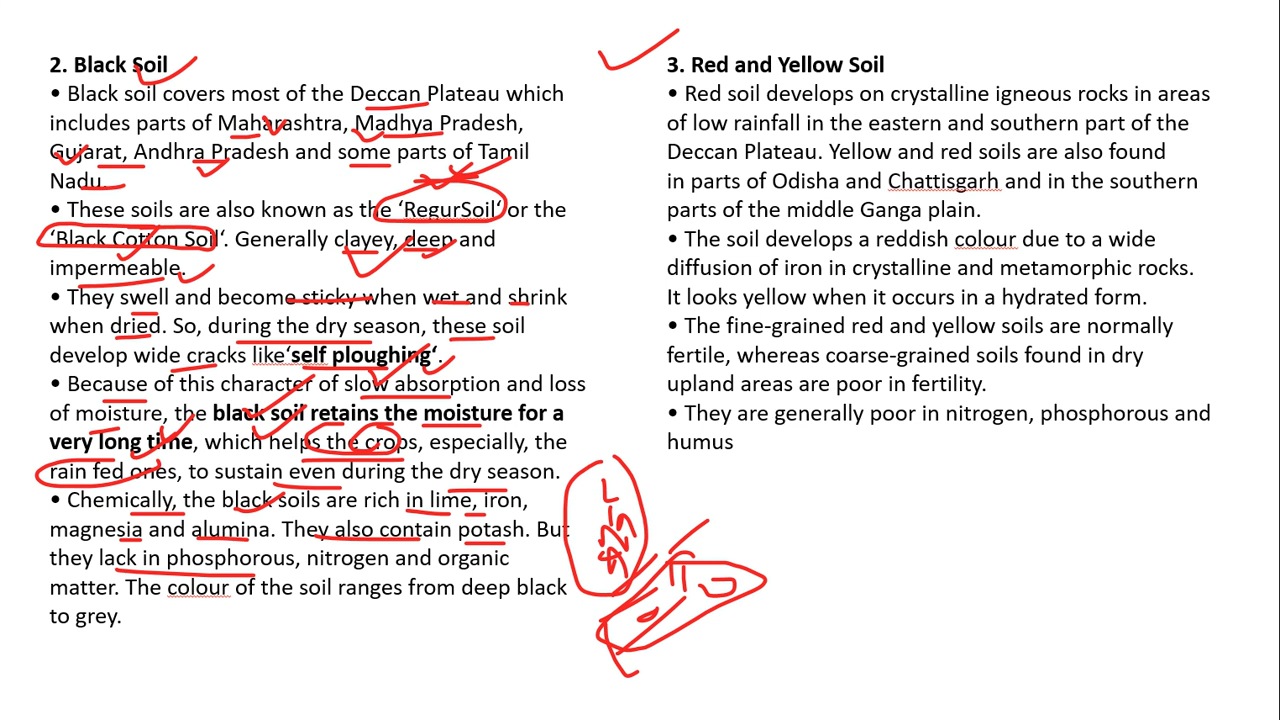 2. Black Soil
• Black soil covers most of the Deccan Plateau which
includes parts of Maharashtra, Madhya Pradesh,
Gujarat, Andhra Pradesh and some parts of Tamil
Nadu.
• These soils are also known as the ‘RegurSoil‘ or the
‘Black Cotton Soil‘. Generally clayey, deep and
impermeable.
• They swell and become sticky when wet and shrink
when dried. So, during the dry season, these soil
develop wide cracks like‘self ploughing‘.
• Because of this character of slow absorption and loss
of moisture, the black soil retains the moisture for a
very long time, which helps the crops, especially, the
rain fed ones, to sustain even during the dry season.
• Chemically, the black soils are rich in lime, iron,
magnesia and alumina. They also contain potash. But
they lack in phosphorous, nitrogen and organic
matter. The colour of the soil ranges from deep black
to grey.
3. Red and Yellow Soil
• Red soil develops on crystalline igneous rocks in areas
of low rainfall in the eastern and southern part of the
Deccan Plateau. Yellow and red soils are also found
in parts of Odisha and Chattisgarh and in the southern
parts of the middle Ganga plain.
• The soil develops a reddish colour due to a wide
diffusion of iron in crystalline and metamorphic rocks.
It looks yellow when it occurs in a hydrated form.
• The fine-grained red and yellow soils are normally
fertile, whereas coarse-grained soils found in dry
upland areas are poor in fertility.
• They are generally poor in nitrogen, phosphorous and
humus